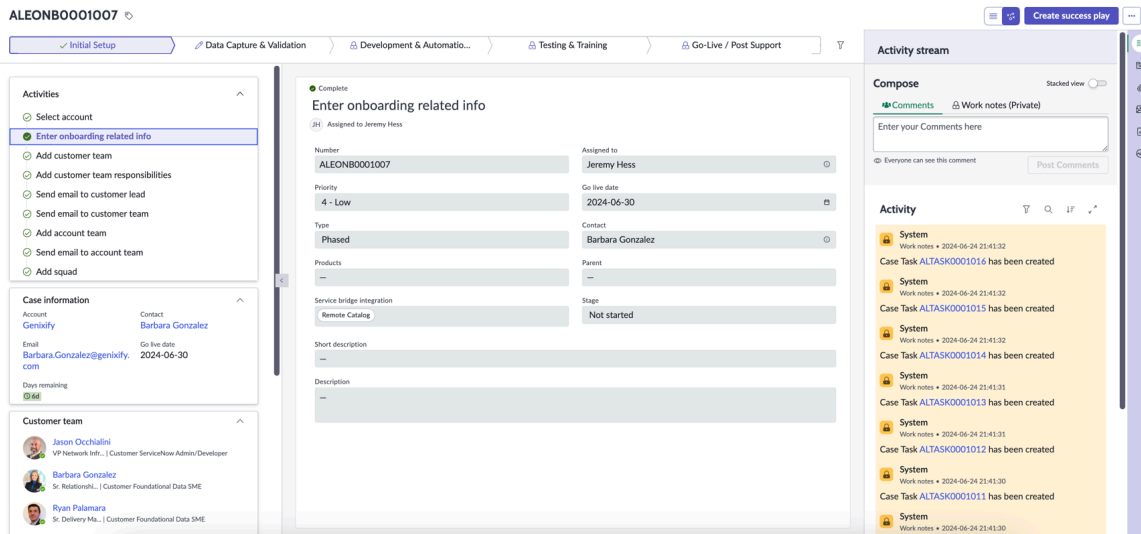 ALEONB0001007
Create success play
Initial Setup
Data Capture & Validation
Development & Automatio...
Testing & Training
Go-Live / Post Support
Activities
Select account
Enter onboarding related info
Add customer team
Add customer team responsibilities
Send email to customer lead
Send email to customer team
Add account team
Send email to account team
Add squad
Case information
Account
Contact
Genixify
Barbara Gonzalez
Email
Go live date
Barbara.Gonzalez@genixify.
com
2024-06-30
Days remaining
6d
Customer team
Jason Occhialini
VP Network Infr... | Customer ServiceNow Admin/Developer
Barbara Gonzalez
Sr. Relationshi... | Customer Foundational Data SME
Ryan Palamara
Sr. Delivery Ma... | Customer Foundational Data SME
Complete
Enter onboarding related info
JH Assigned to Jeremy Hess
Number
Assigned to
ALEONB0001007
Jeremy Hess
Priority
Go live date
4 - Low
2024-06-30
Type
Contact
Phased
Barbara Gonzalez
Products
Parent
—
—
Service bridge integration
Stage
Remote Catalog
Not started
Short description
—
Description
—
Activity stream
Compose
Stacked view
Comments
Work notes (Private)
Enter your Comments here
Everyone can see this comment
Post Comments
Activity
System
Work notes • 2024-06-24 21:41:32
Case Task ALTASK0001016 has been created
System
Work notes • 2024-06-24 21:41:32
Case Task ALTASK0001015 has been created
System
Work notes • 2024-06-24 21:41:32
Case Task ALTASK0001014 has been created
System
Work notes • 2024-06-24 21:41:31
Case Task ALTASK0001013 has been created
System
Work notes • 2024-06-24 21:41:31
Case Task ALTASK0001012 has been created
System
Work notes • 2024-06-24 21:41:30
Case Task ALTASK0001011 has been created
System
Work notes • 2024-06-24 21:41:30